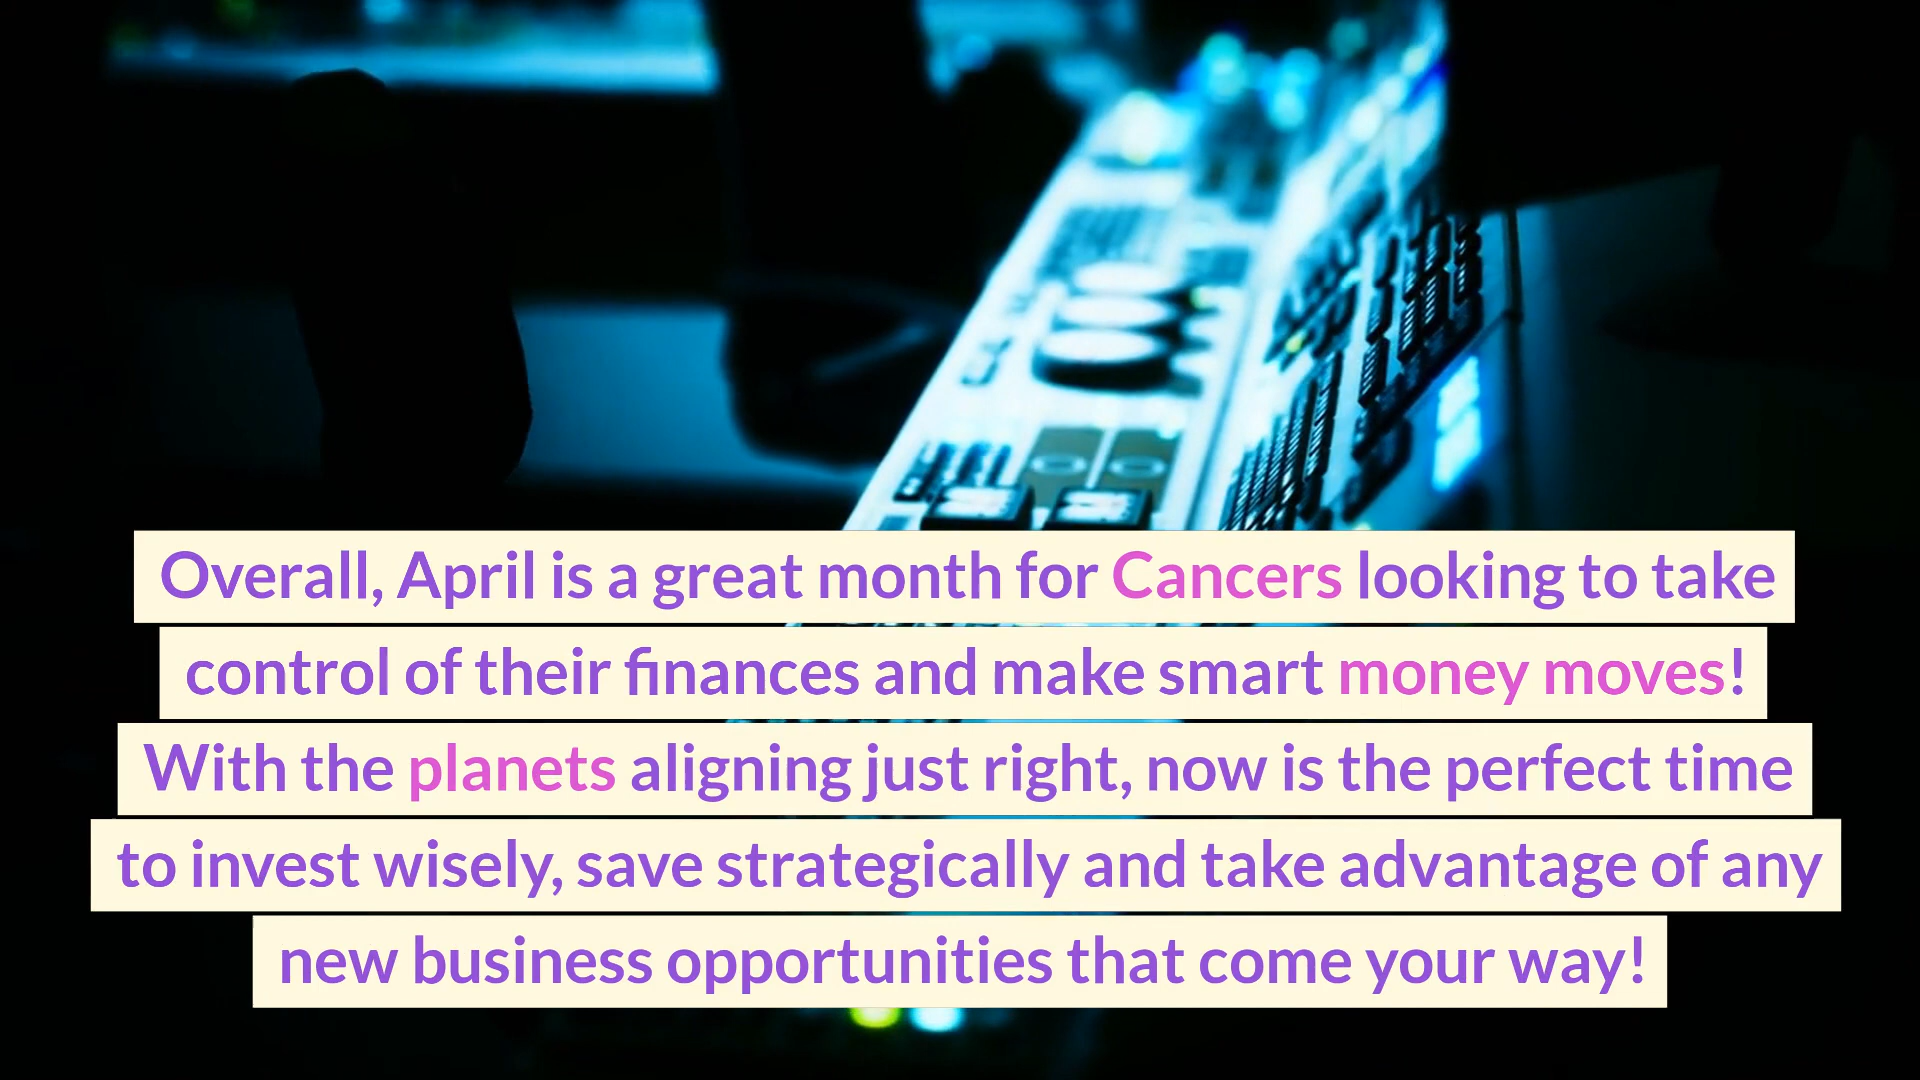 Overall, April is a great month for Cancers looking to take
control of their finances and make smart money moves!
With the planets aligning just right, now is the perfect time
to invest wisely, save strategically and take advantage of any
new business opportunities that come your way!